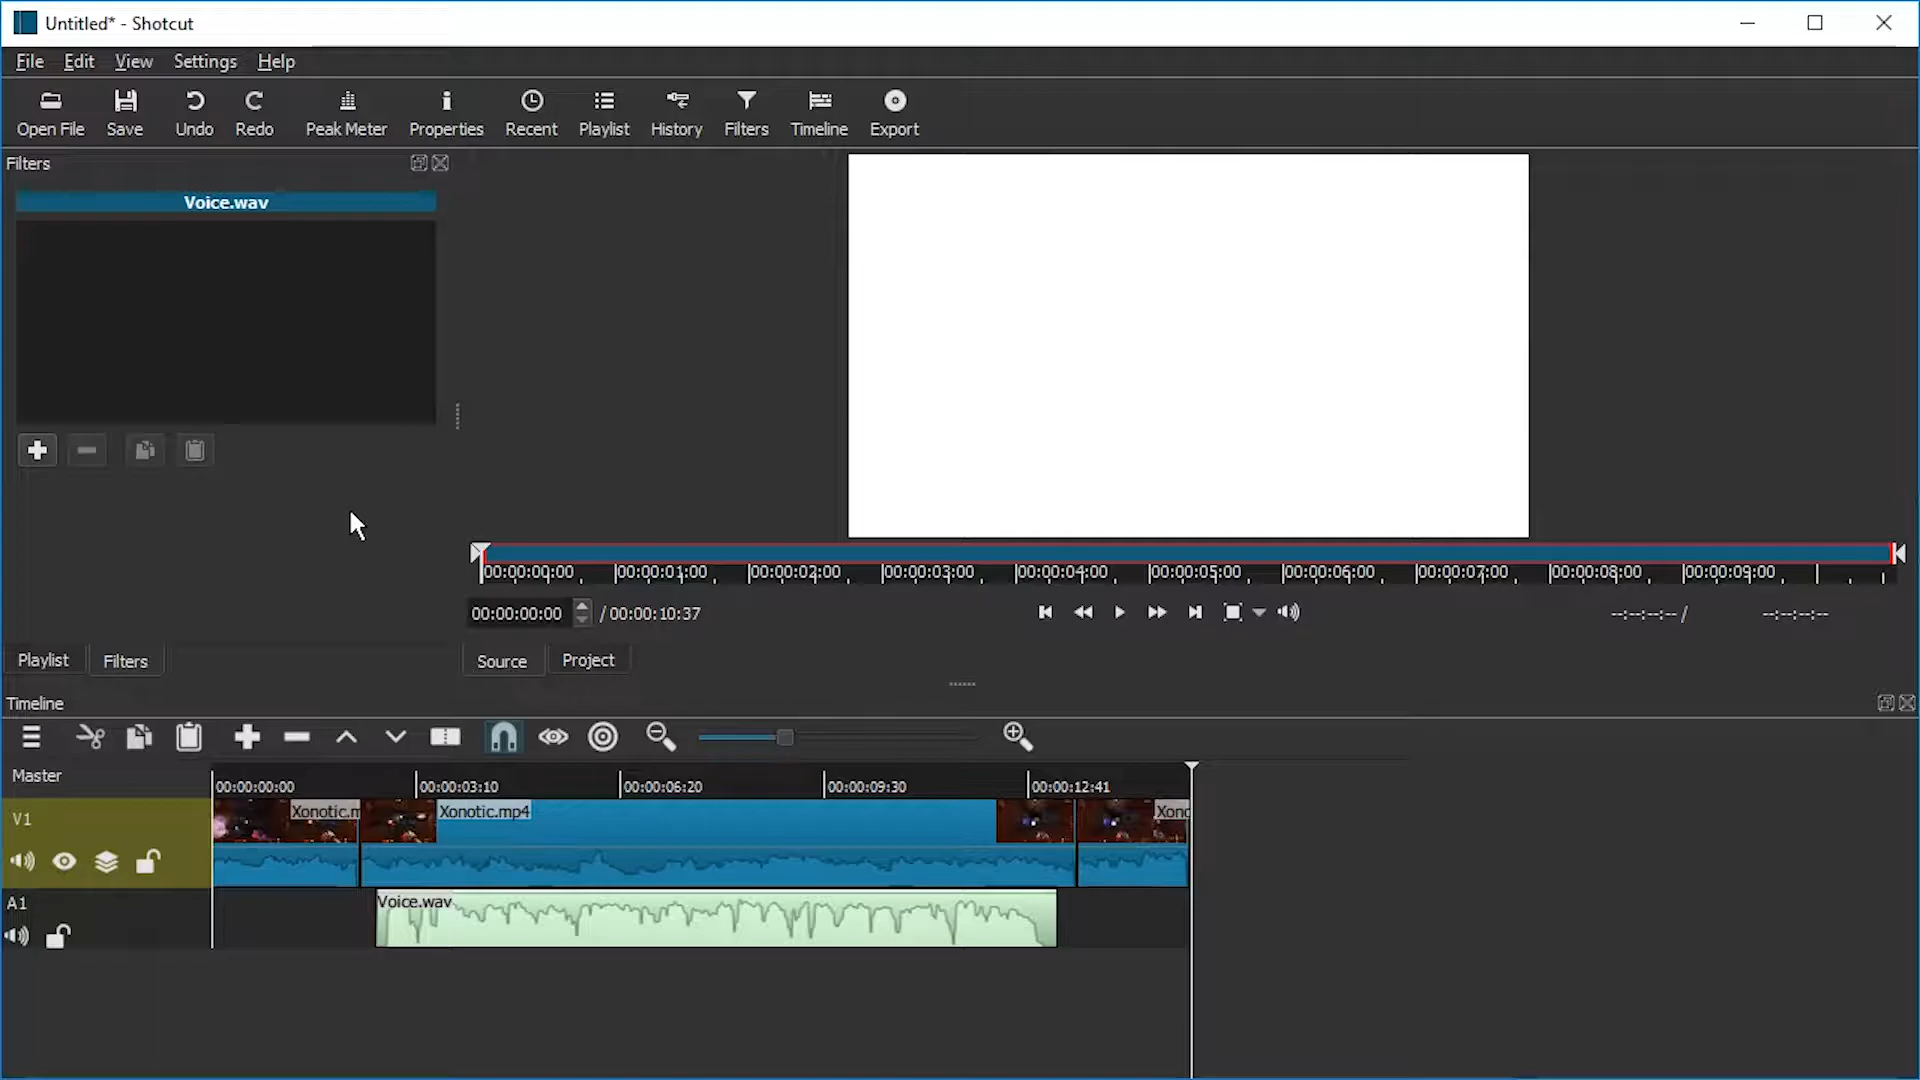 Untitled* - Shotcut
File Edit View Settings Help
Open File Save Undo Redo Peak Meter Properties Recent Playlist History Filters Timeline Export
Filters
Voice.wav
00:00:00:00 00:00:01:00 00:00:02:00 00:00:03:00 00:00:04:00 00:00:05:00 00:00:06:00 00:00:07:00 00:00:08:00 00:00:09:00
00:00:00:00 / 00:00:10:37 --:--:--:-- / --:--:--:--
Playlist Filters Source Project
Timeline
Master
00:00:00:00 00:00:03:10 00:00:06:20 00:00:09:30 00:00:12:41
V1 Xonotic.m Xonotic.mp4 Xono
A1 Voice.wav